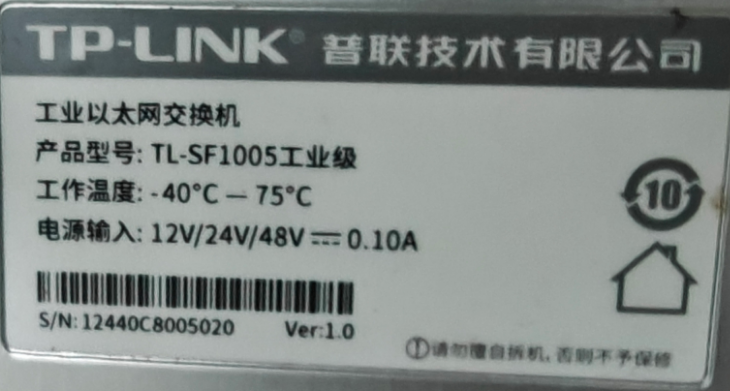 TP-LINK® 普联技术有限公司
工业以太网交换机
产品型号: TL-SF1005工业级
工作温度: -40°C — 75°C
电源输入: 12V/24V/48V ⎓ 0.10A
10
S/N: 12440C8005020 Ver:1.0
请勿擅自拆机, 否则不予保修